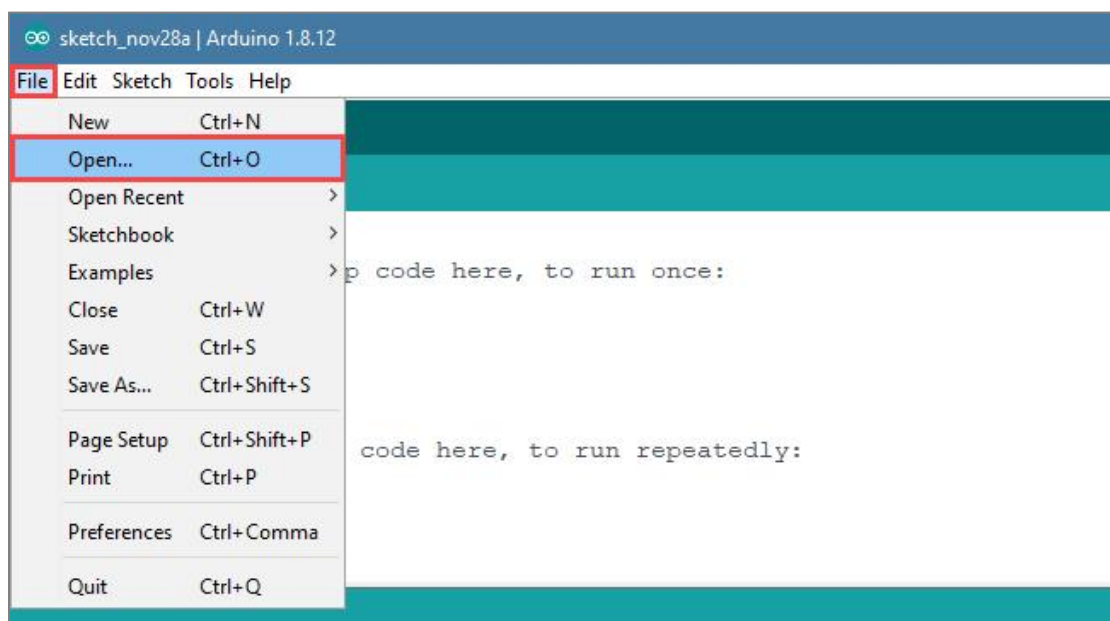 sketch_nov28a | Arduino 1.8.12
File Edit Sketch Tools Help
New Ctrl+N
Open... Ctrl+O
Open Recent >
Sketchbook >
Examples >
Close Ctrl+W
Save Ctrl+S
Save As... Ctrl+Shift+S
Page Setup Ctrl+Shift+P
Print Ctrl+P
Preferences Ctrl+Comma
Quit Ctrl+Q
p code here, to run once:
code here, to run repeatedly: